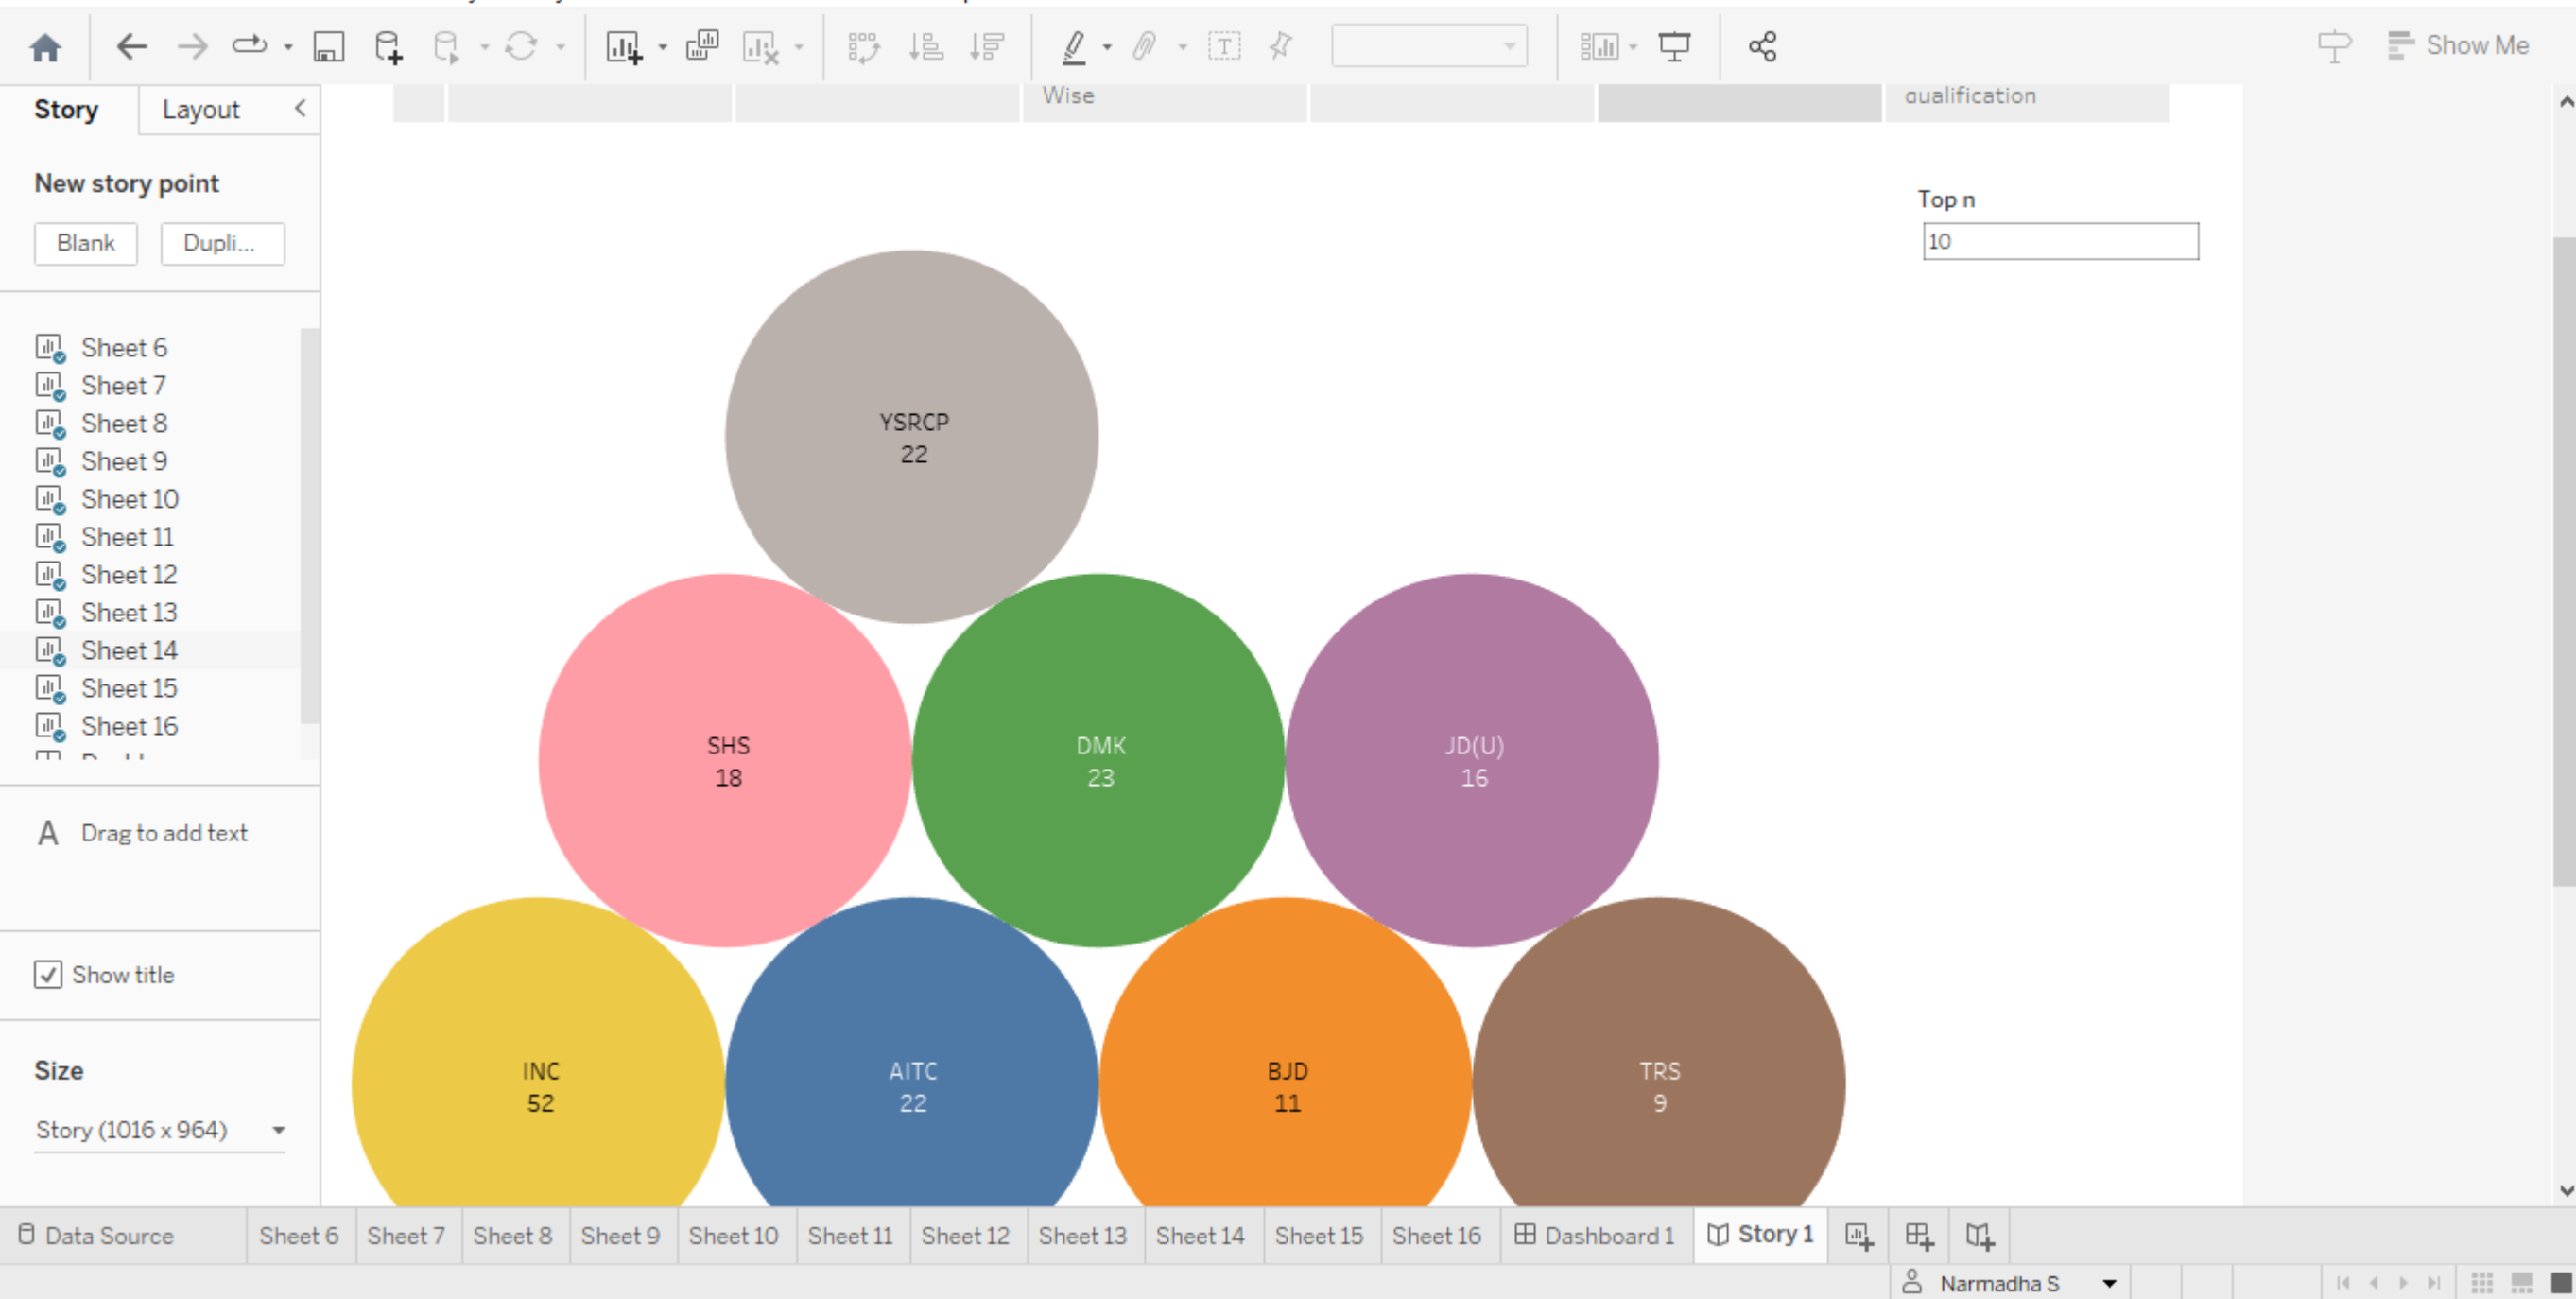 Show Me
Story
Layout
Wise
qualification
New story point
Blank
Dupli...
Top n
10
Sheet 6
Sheet 7
Sheet 8
Sheet 9
Sheet 10
Sheet 11
Sheet 12
Sheet 13
Sheet 14
Sheet 15
Sheet 16
YSRCP
22
SHS
18
DMK
23
JD(U)
16
A Drag to add text
Show title
INC
52
AITC
22
BJD
11
TRS
9
Size
Story (1016 x 964)
Data Source
Sheet 6
Sheet 7
Sheet 8
Sheet 9
Sheet 10
Sheet 11
Sheet 12
Sheet 13
Sheet 14
Sheet 15
Sheet 16
Dashboard 1
Story 1
Narmadha S